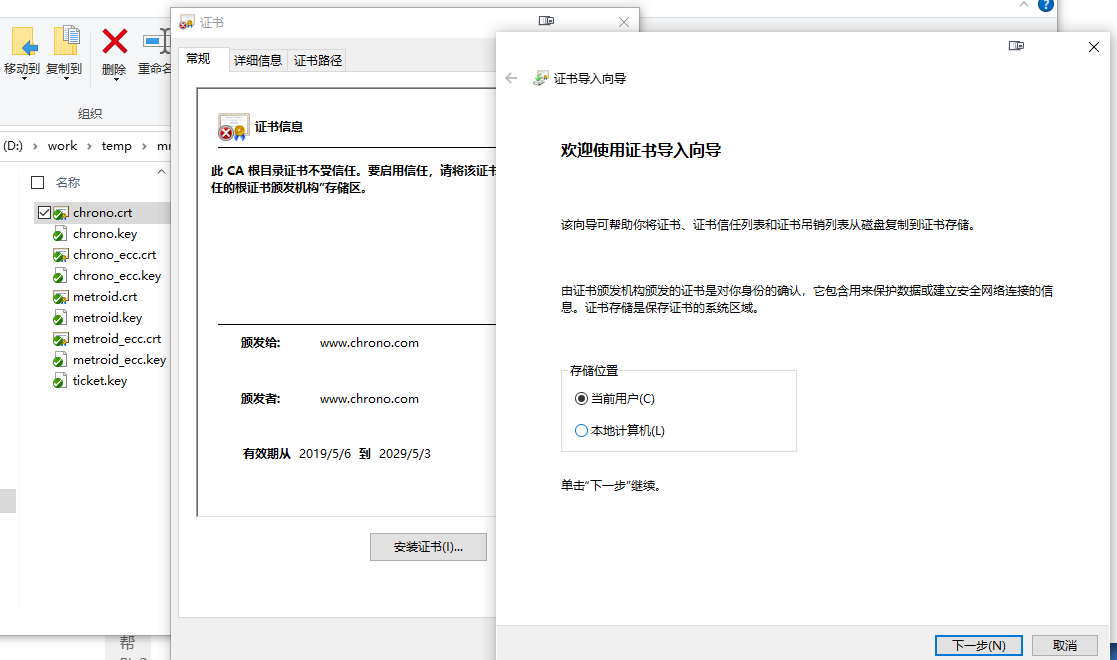 证书
移动到 复制到 删除
组织
(D:) › work › temp ›
名称
chrono.crt
chrono.key
chrono_ecc.crt
chrono_ecc.key
metroid.crt
metroid.key
metroid_ecc.crt
metroid_ecc.key
ticket.key
常规 详细信息 证书路径
证书信息
此 CA 根目录证书不受信任。要启用信任，请将该证书
任的根证书颁发机构"存储区。
颁发给: www.chrono.com
颁发者: www.chrono.com
有效期从 2019/5/6 到 2029/5/3
安装证书(I)...
证书导入向导
欢迎使用证书导入向导
该向导可帮助你将证书、证书信任列表和证书吊销列表从磁盘复制到证书存储。
由证书颁发机构颁发的证书是对你身份的确认，它包含用来保护数据或建立安全网络连接的信
息。证书存储是保存证书的系统区域。
存储位置
当前用户(C)
本地计算机(L)
单击"下一步"继续。
下一步(N) 取消
帮